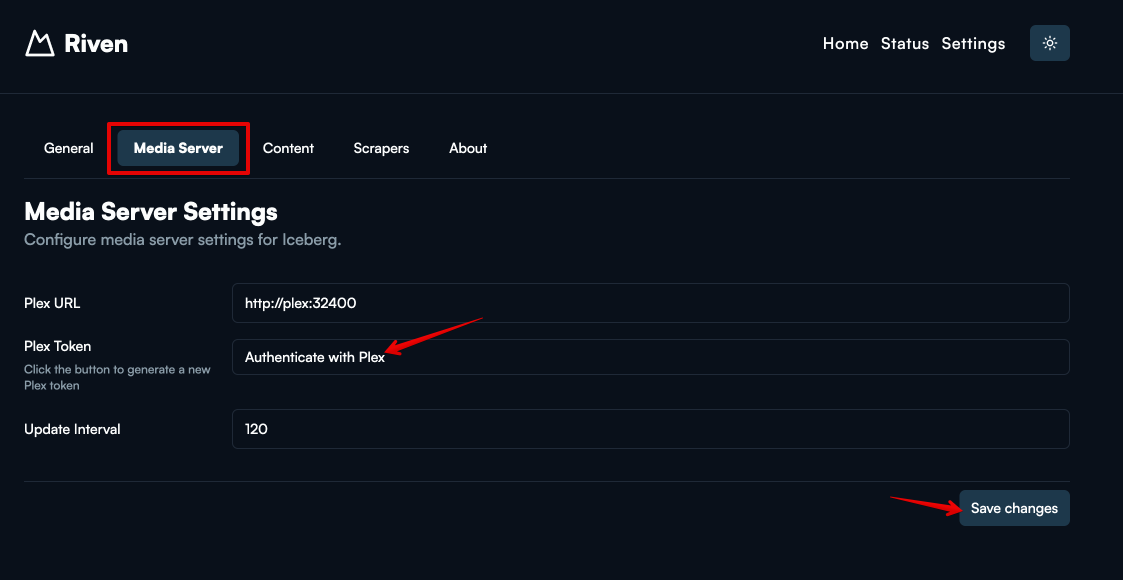 Riven
Home Status Settings
General Media Server Content Scrapers About
Media Server Settings
Configure media server settings for Iceberg.
Plex URL
http://plex:32400
Plex Token
Click the button to generate a new
Plex token
Authenticate with Plex
Update Interval
120
Save changes